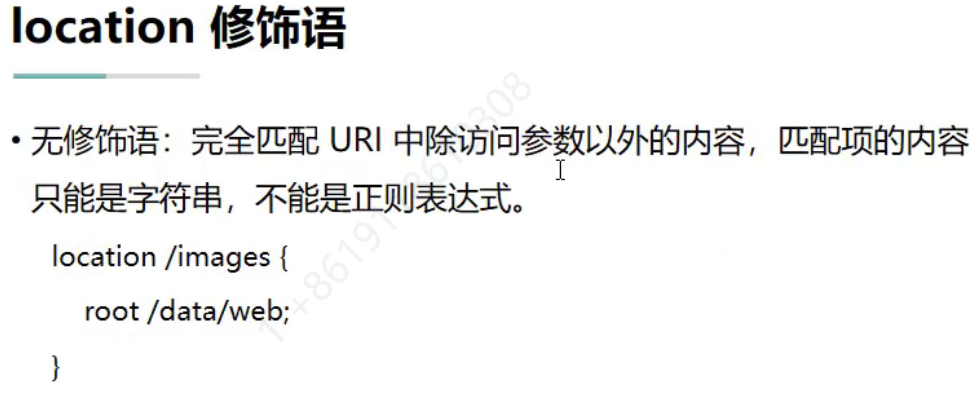 location 修饰语
• 无修饰语：完全匹配 URI 中除访问参数以外的内容，匹配项的内容
只能是字符串，不能是正则表达式。
location /images {
root /data/web;
}